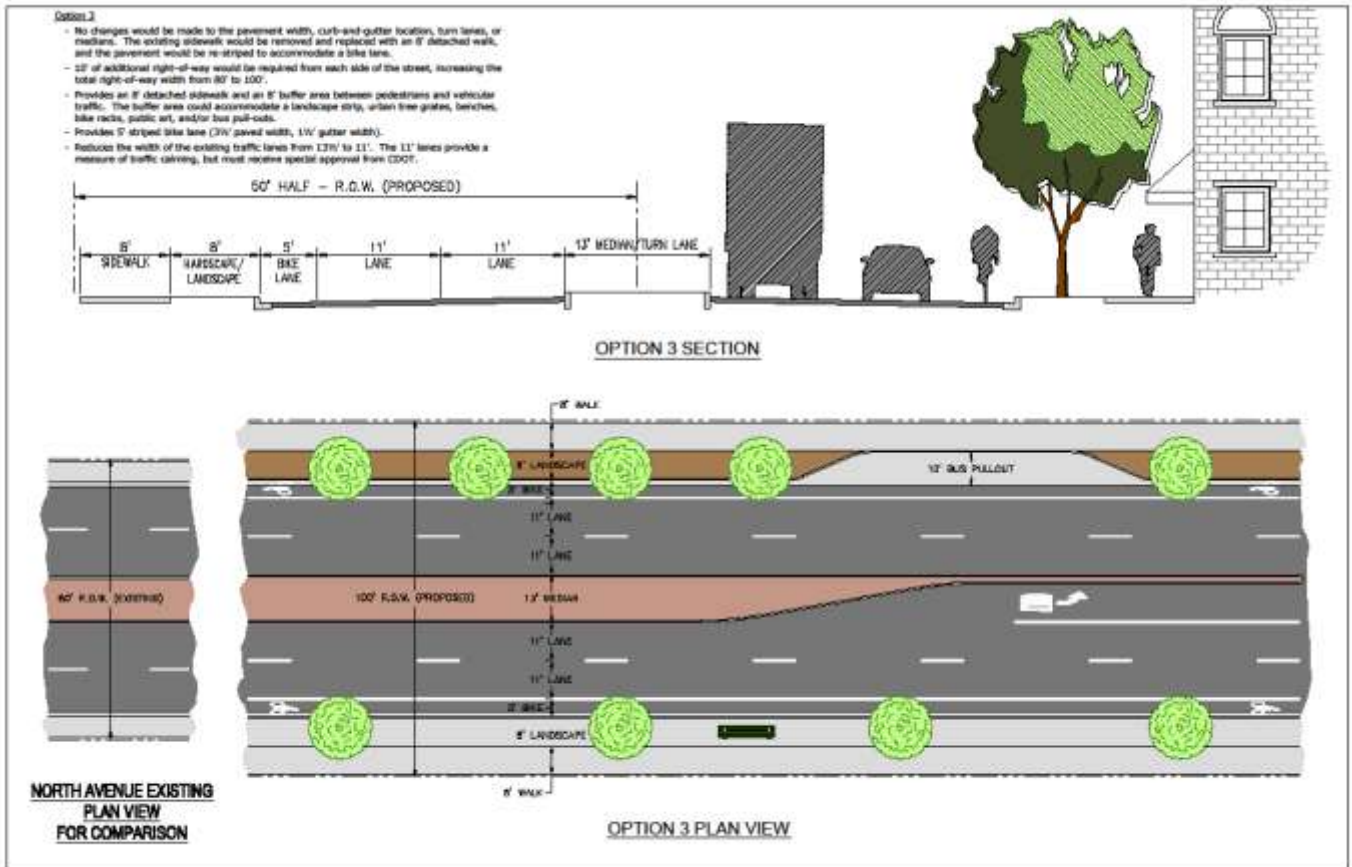 Option 3
- No changes would be made to the pavement width, curb-and-gutter location, turn lanes, or
medians. The existing sidewalk would be removed and replaced with an 8' detached walk,
and the pavement would be re-striped to accommodate a bike lane.
- 10' of additional right-of-way would be required from each side of the street, increasing the
total right-of-way width from 80' to 100'.
- Provides an 8' detached sidewalk and an 8' buffer area between pedestrians and vehicular
traffic. The buffer area could accommodate a landscape strip, urban tree grates, benches,
bike racks, public art, and/or bus pull-outs.
- Provides 5' striped bike lane (3½' paved width, 1½' gutter width).
- Reduces the width of the existing traffic lanes from 13½' to 11'. The 11' lanes provide a
measure of traffic calming, but must receive special approval from CDOT.
50' HALF - R.O.W. (PROPOSED)
8'
SIDEWALK
8'
HARDSCAPE/
LANDSCAPE
5'
BIKE
LANE
11'
LANE
11'
LANE
13' MEDIAN/TURN LANE
OPTION 3 SECTION
8' WALK
8' LANDSCAPE
10' BUS PULLOUT
BIKE
11' LANE
11' LANE
80' R.O.W. (EXISTING)
100' R.O.W. (PROPOSED)
13' MEDIAN
11' LANE
11' LANE
BIKE
8' LANDSCAPE
8' WALK
NORTH AVENUE EXISTING
PLAN VIEW
FOR COMPARISON
OPTION 3 PLAN VIEW